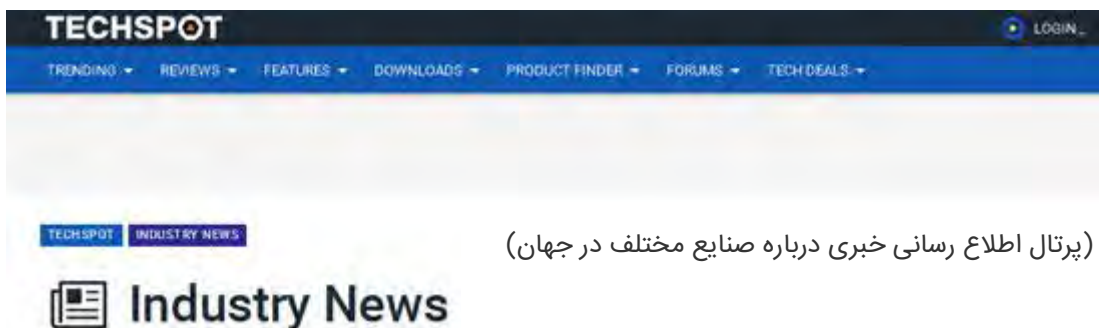 TECHSPOT
LOGIN
TRENDING REVIEWS FEATURES DOWNLOADS PRODUCT FINDER FORUMS TECH DEALS
TECHSPOT INDUSTRY NEWS
(پرتال اطلاع رسانی خبری درباره صنایع مختلف در جهان)
Industry News